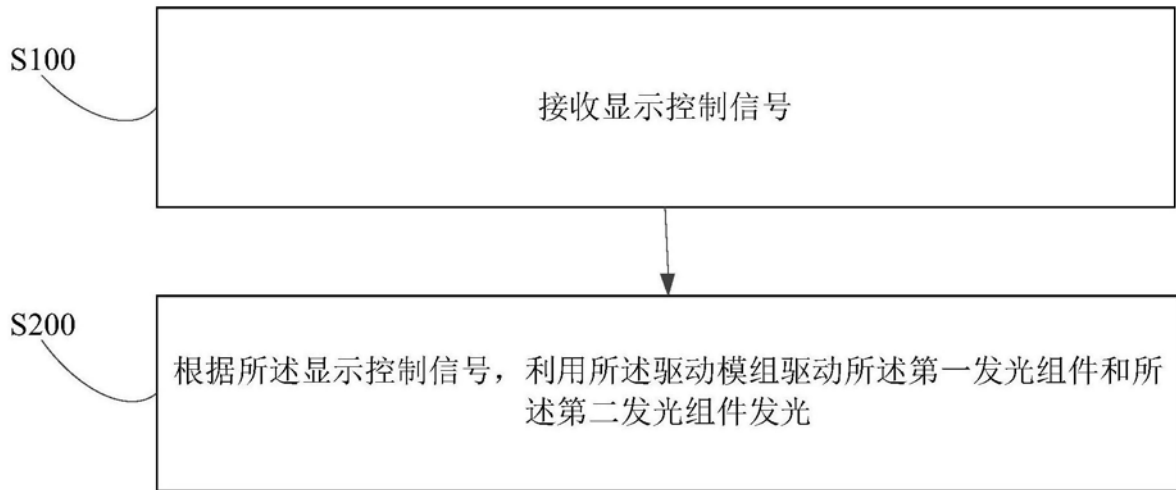 S100
接收显示控制信号
S200
根据所述显示控制信号，利用所述驱动模组驱动所述第一发光组件和所
述第二发光组件发光